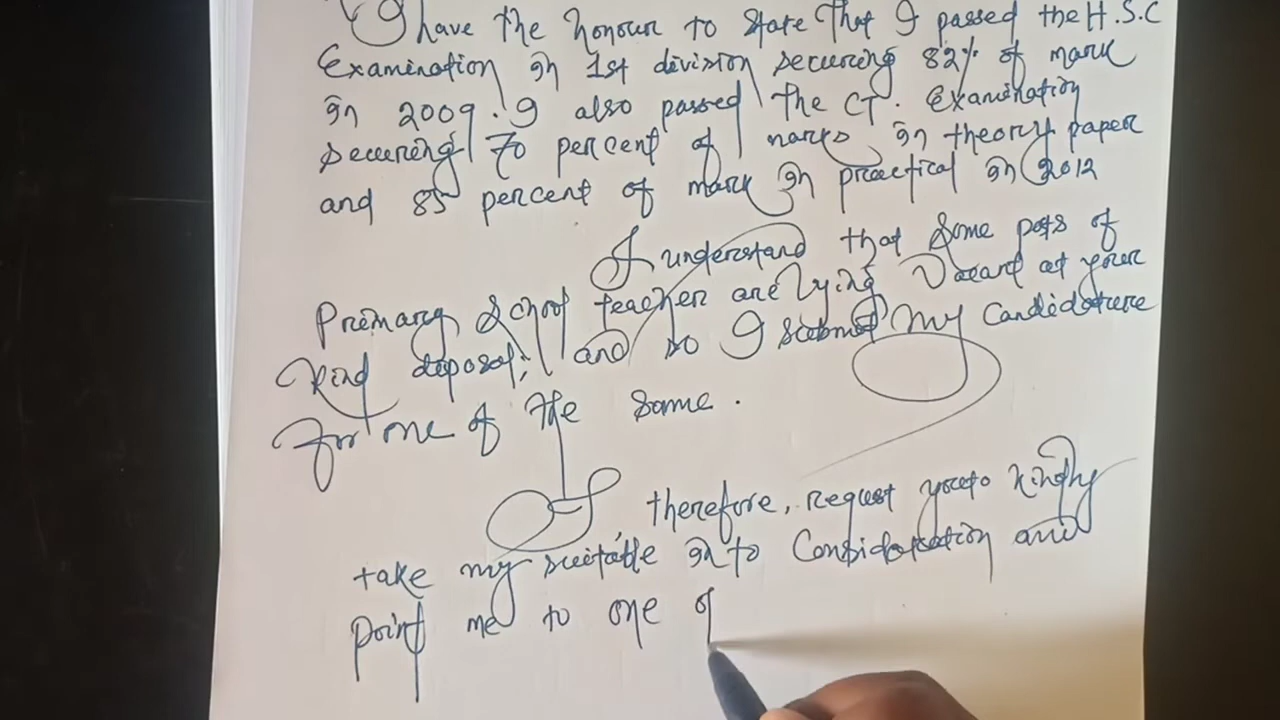 I have the honour to state that I passed the H.S.C
Examination in 1st division securing 82% of mark
in 2009. I also passed the CT. Examination
securing 70 percent of marks in theory paper
and 85 percent of mark in practical in 2012
I understand that some posts of
Primary School teacher are lying Vacant at your
kind disposal, and so I submit My Candidature
For one of the same.
I therefore, request you to kindly
take my suitable in to Consideration and
point me to one of